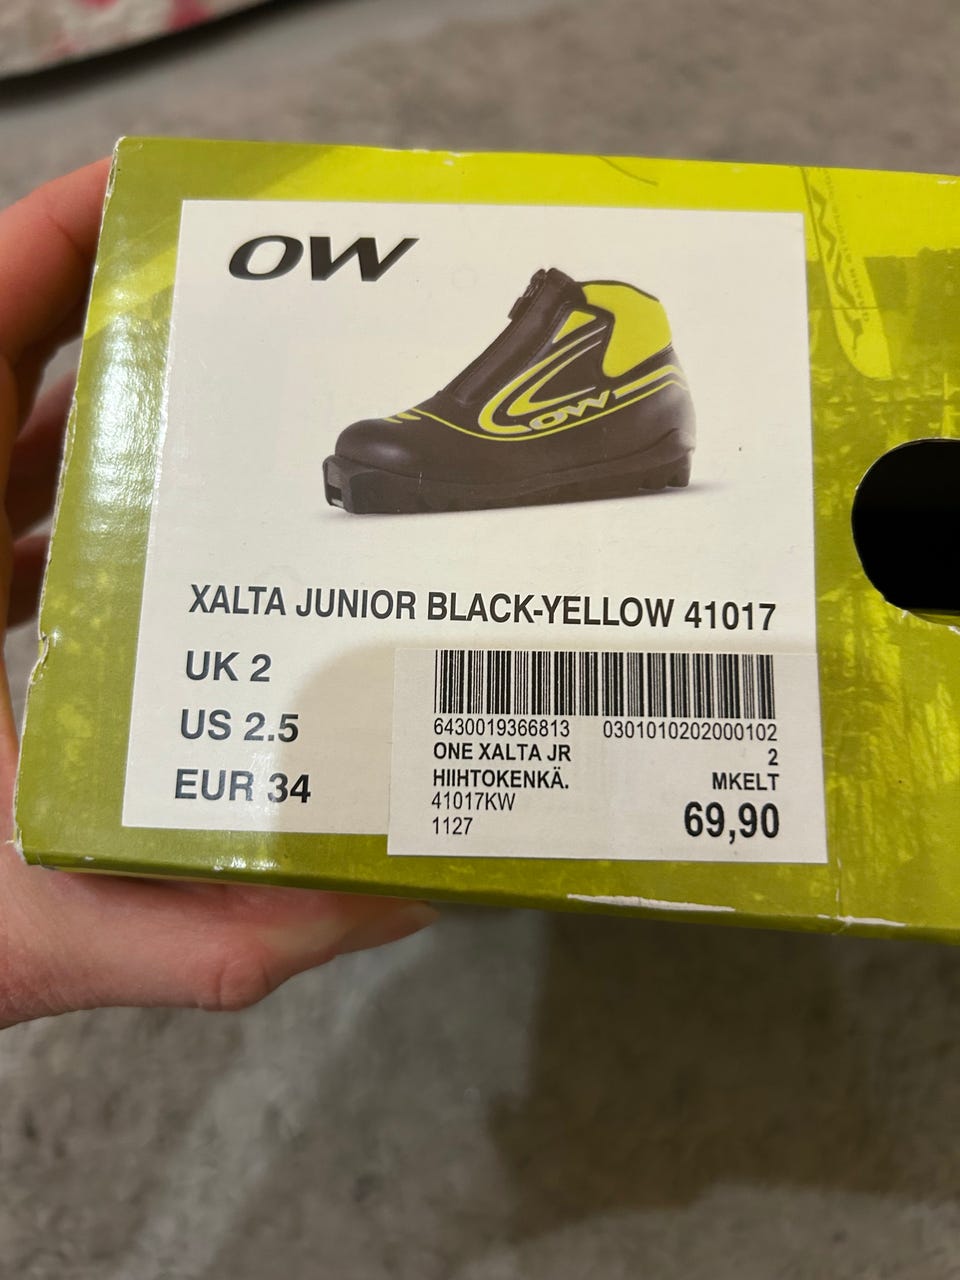 OW
OW
XALTA JUNIOR BLACK-YELLOW 41017
UK 2
US 2.5
EUR 34
6430019366813 0301010202000102
ONE XALTA JR 2
HIIHTOKENKÄ. MKELT
41017KW
1127 69,90